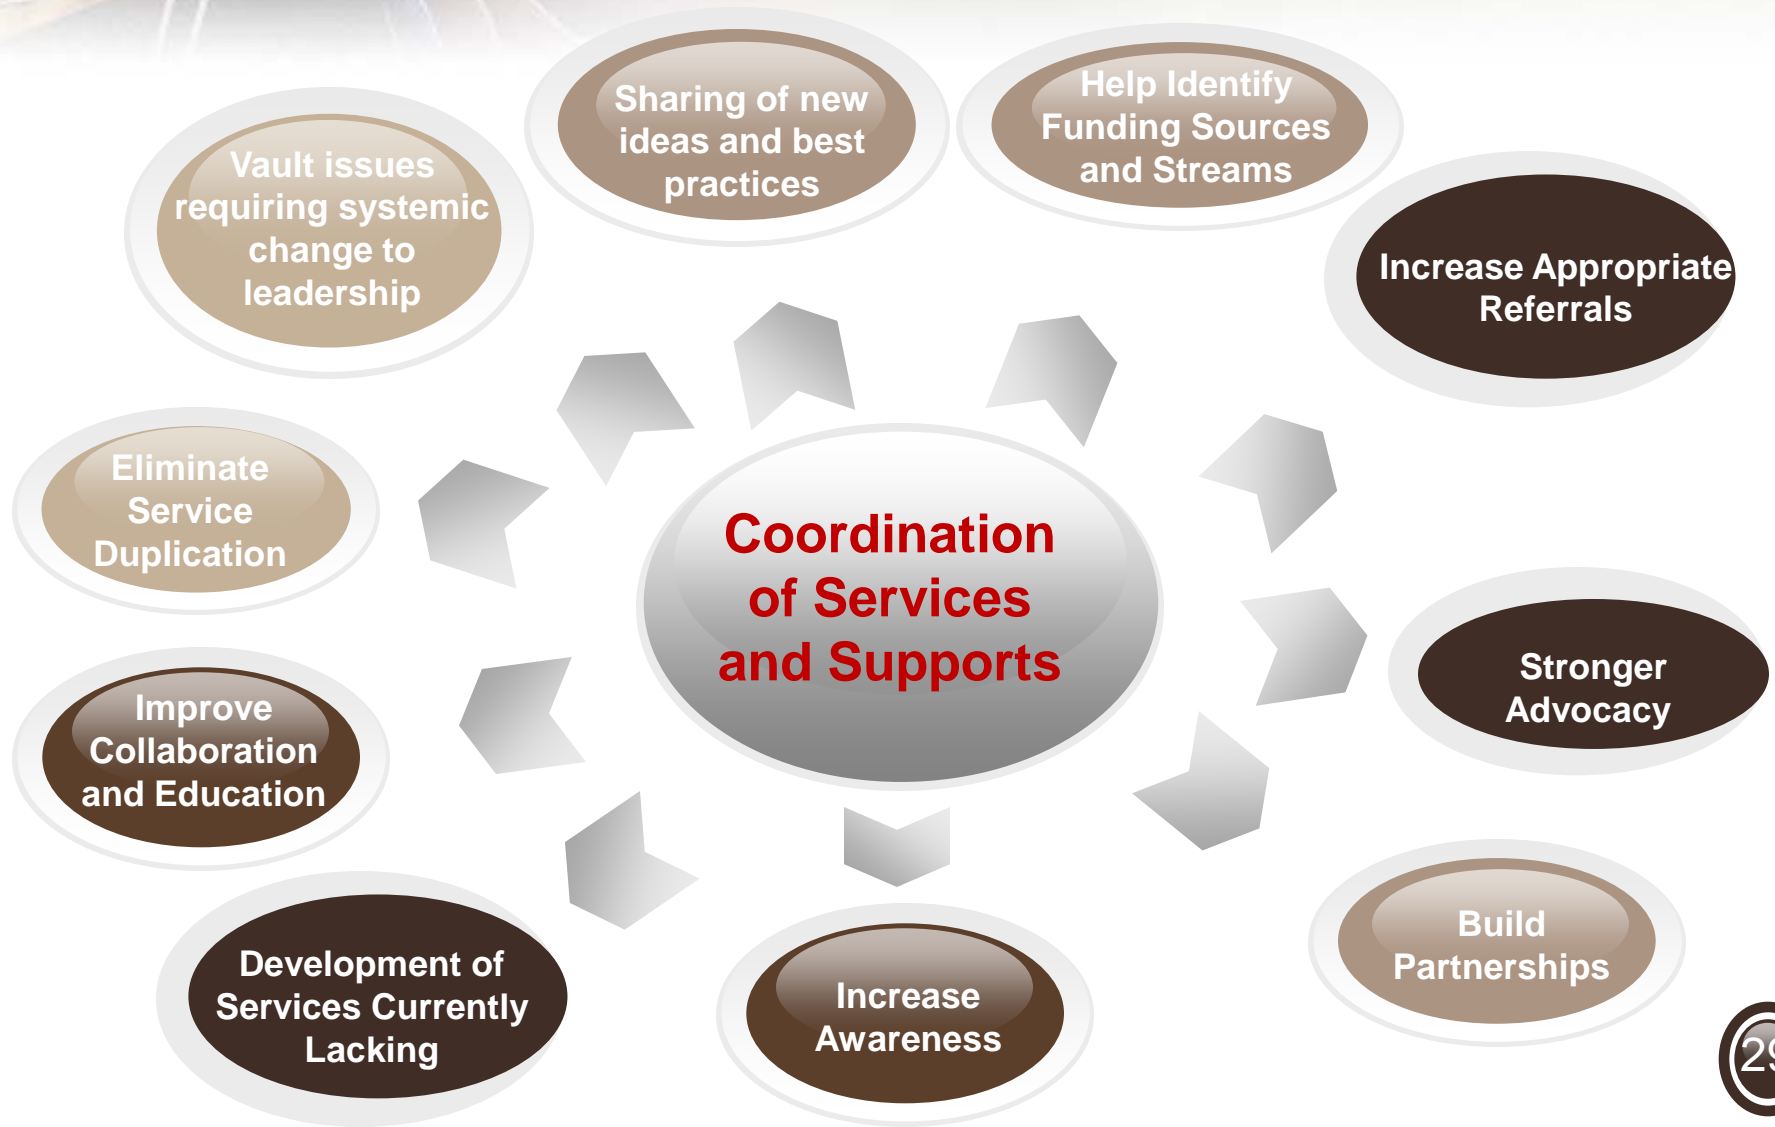 Sharing of new
ideas and best
practices
Help Identify
Funding Sources
and Streams
Vault issues
requiring systemic
change to
leadership
Increase Appropriate
Referrals
Eliminate
Service
Duplication
Coordination
of Services
and Supports
Stronger
Advocacy
Improve
Collaboration
and Education
Build
Partnerships
Development of
Services Currently
Lacking
Increase
Awareness
29